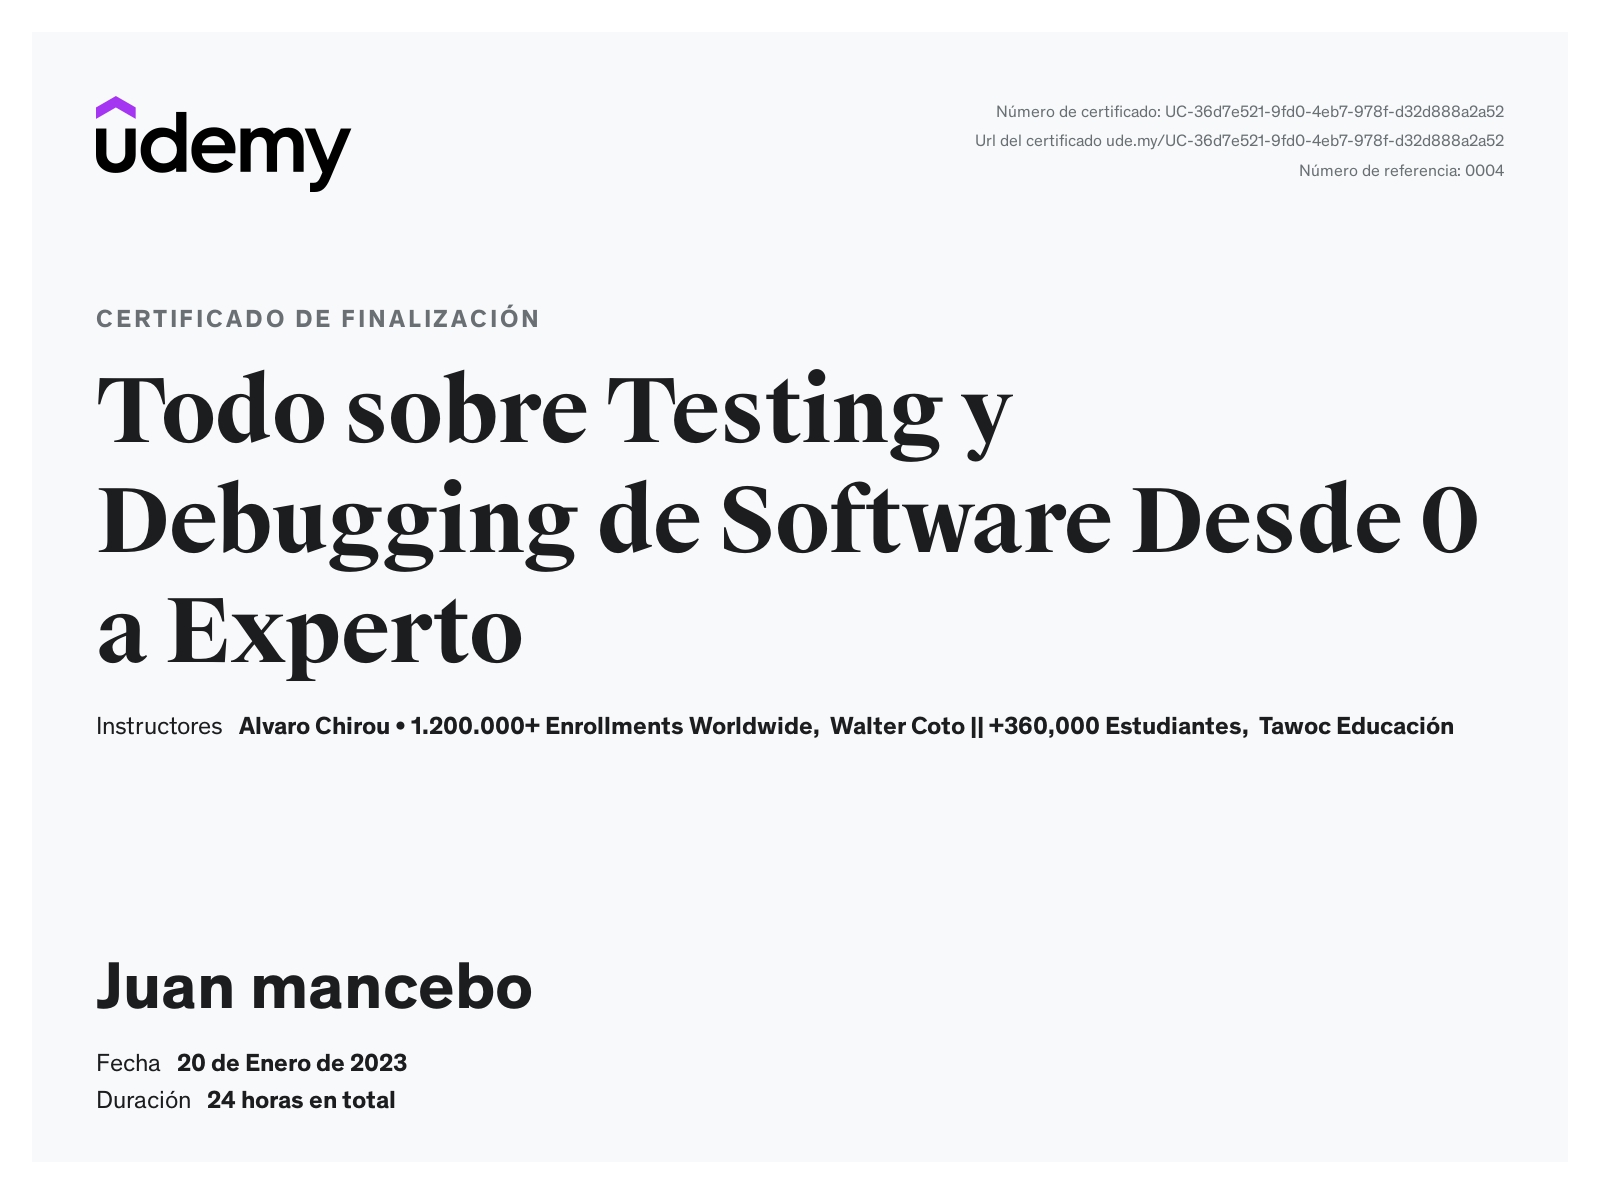 udemy
Número de certificado: UC-36d7e521-9fd0-4eb7-978f-d32d888a2a52
Url del certificado ude.my/UC-36d7e521-9fd0-4eb7-978f-d32d888a2a52
Número de referencia: 0004
CERTIFICADO DE FINALIZACIÓN
Todo sobre Testing y
Debugging de Software Desde 0
a Experto
Instructores Alvaro Chirou • 1.200.000+ Enrollments Worldwide, Walter Coto || +360,000 Estudiantes, Tawoc Educación
Juan mancebo
Fecha 20 de Enero de 2023
Duración 24 horas en total